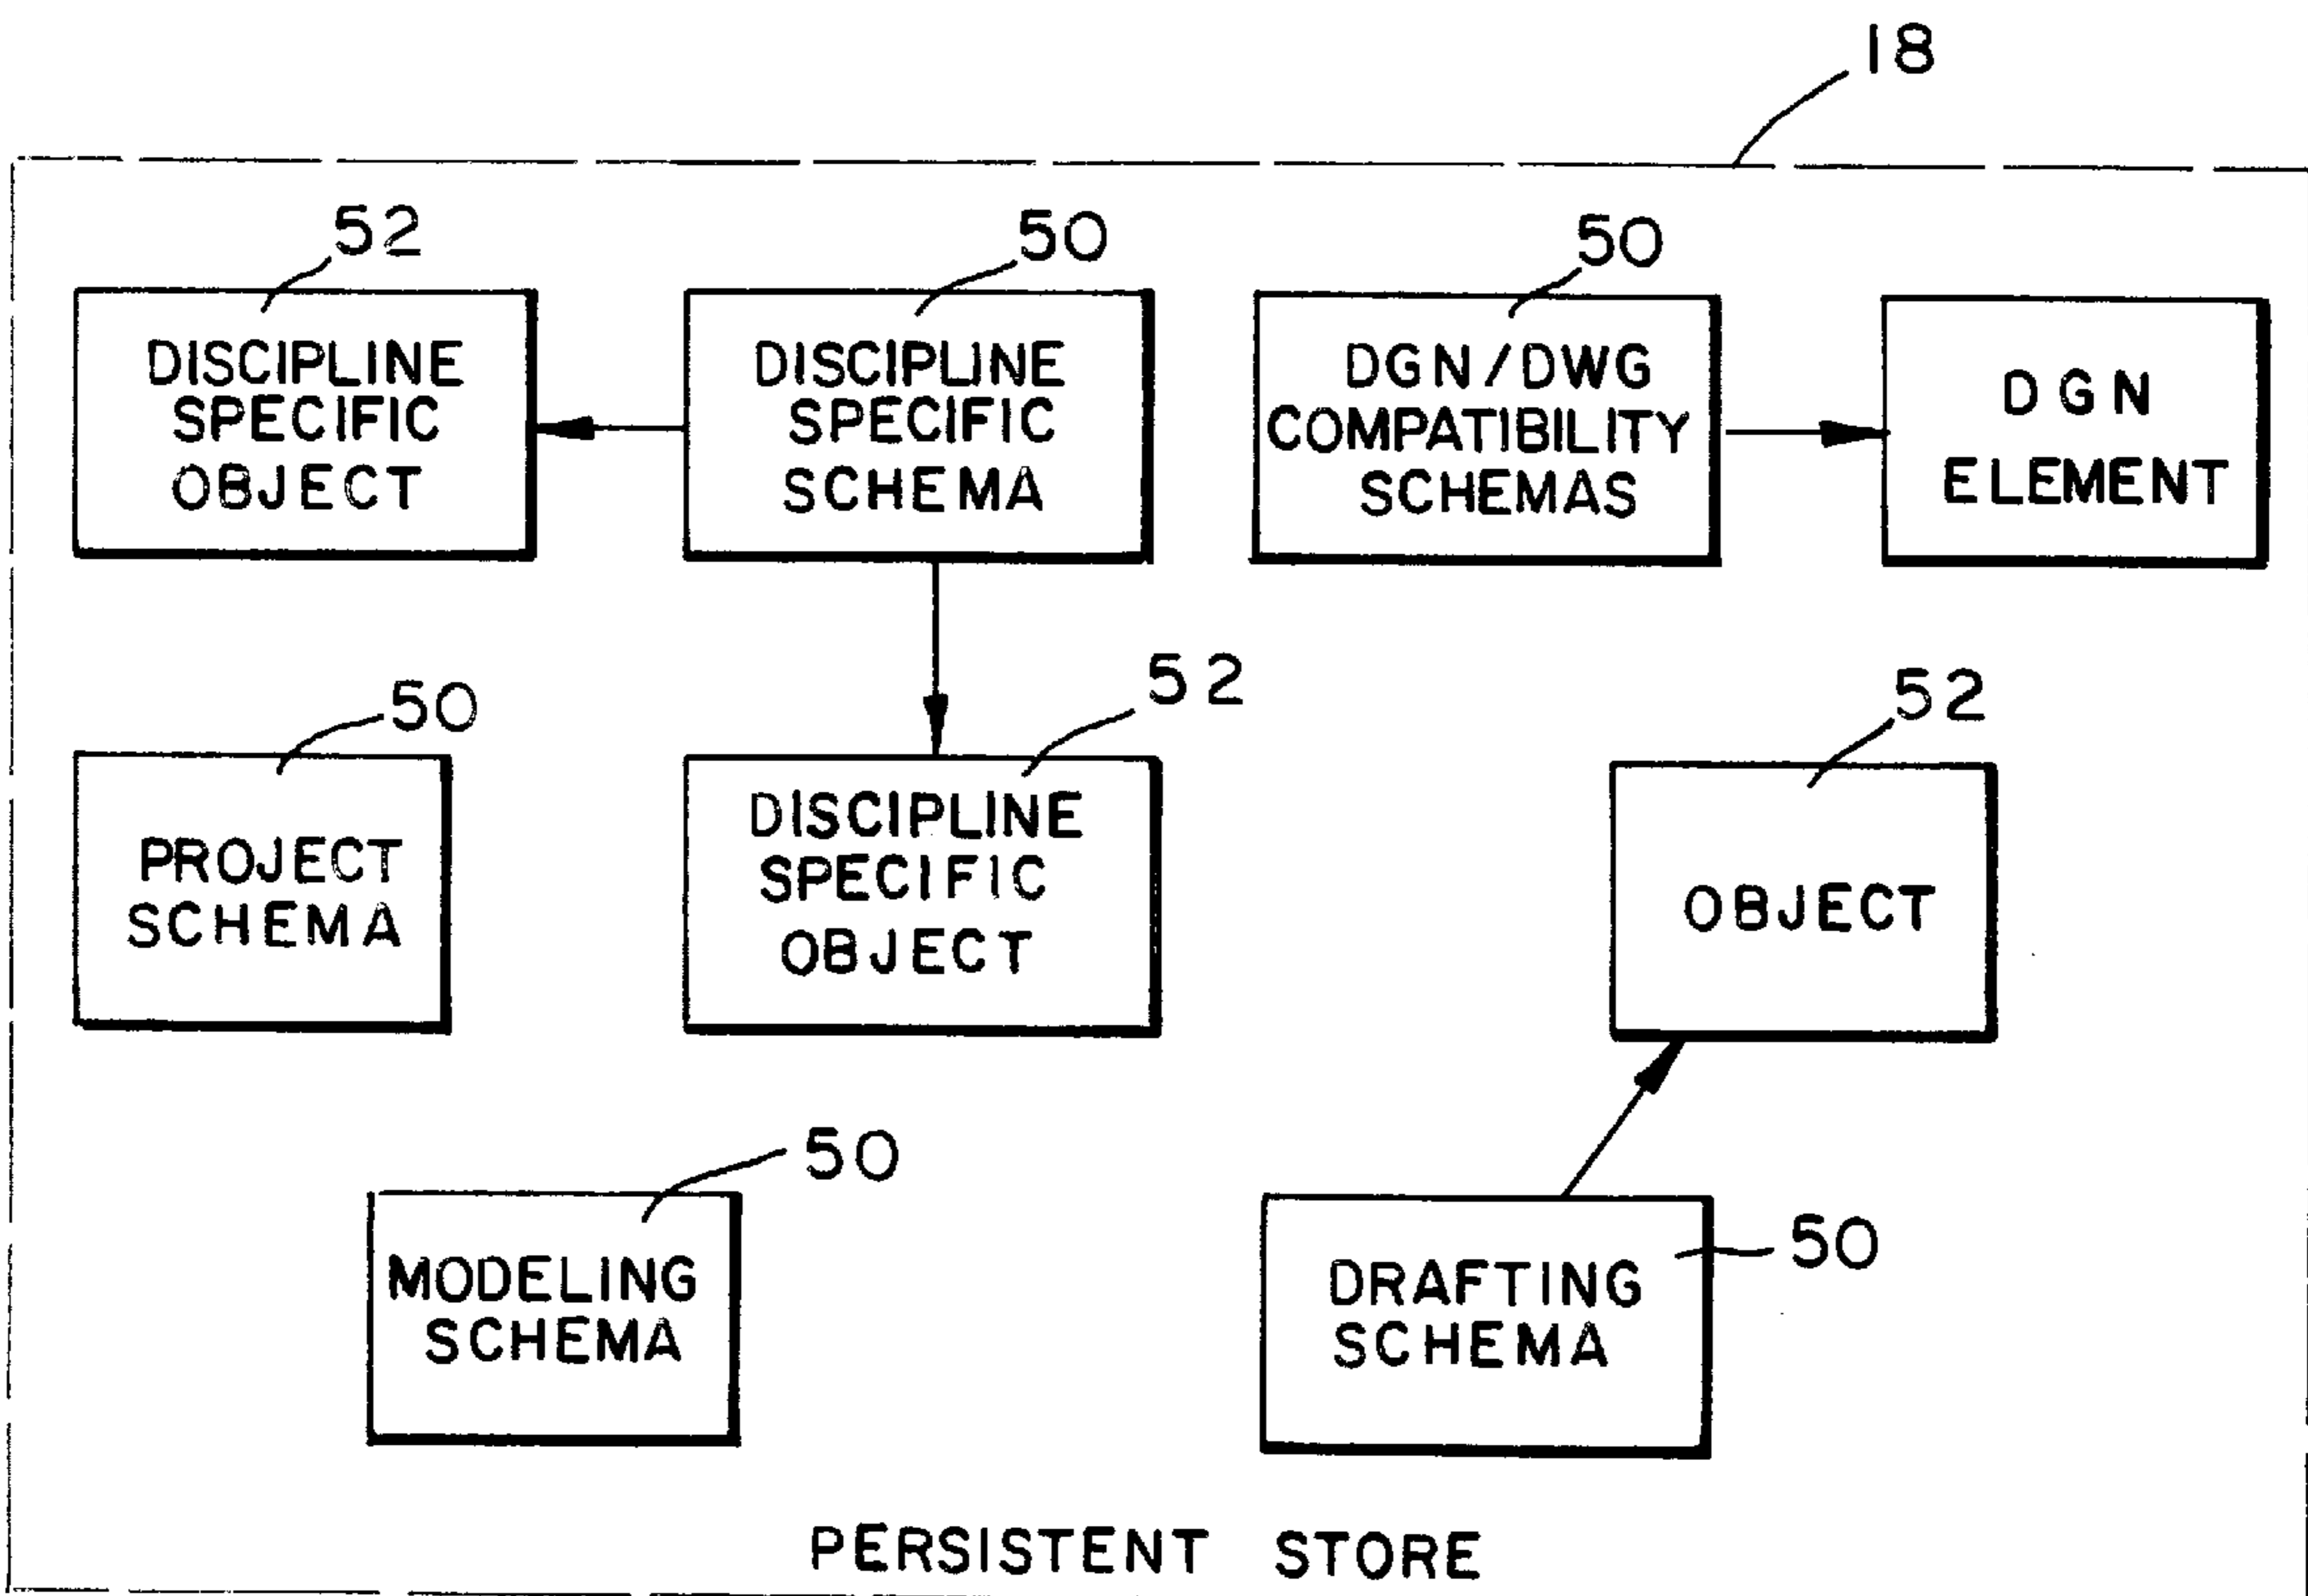 18
52
50
50
DISCIPLINE
SPECIFIC
OBJECT
DISCIPLINE
SPECIFIC
SCHEMA
DGN/DWG
COMPATIBILITY
SCHEMAS
DGN
ELEMENT
50
52
52
PROJECT
SCHEMA
DISCIPLINE
SPECIFIC
OBJECT
OBJECT
50
MODELING
SCHEMA
50
DRAFTING
SCHEMA
PERSISTENT STORE